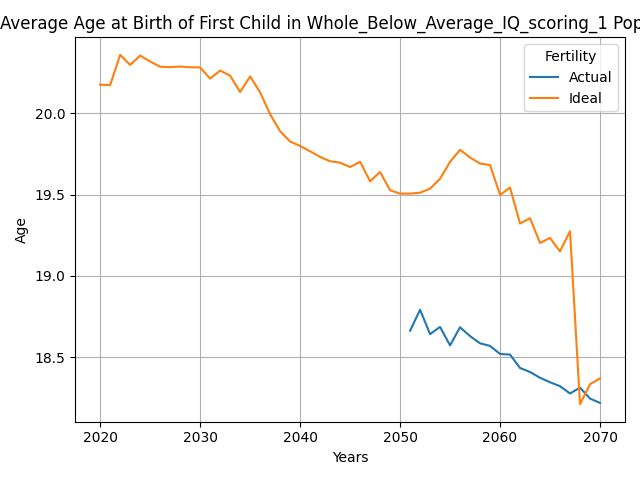 Average Age at Birth of First Child in Whole_Below_Average_IQ_scoring_1 Pop
Fertility
Actual
Ideal
20.0
19.5
19.0
18.5
Age
2020 2030 2040 2050 2060 2070
Years